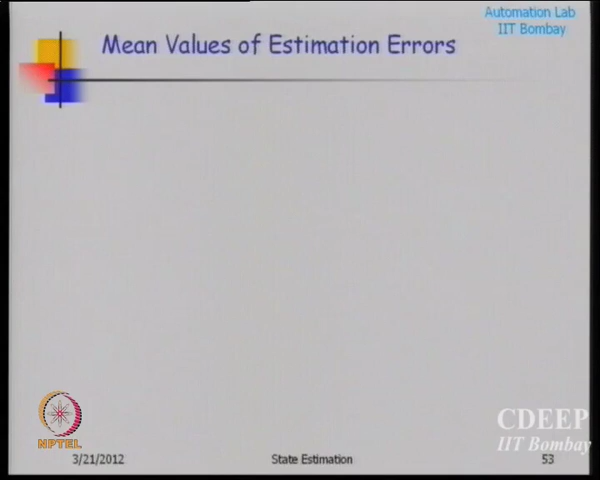 Automation Lab
IIT Bombay
Mean Values of Estimation Errors
NPTEL
CDEEP
IIT Bombay
3/21/2012
State Estimation
53